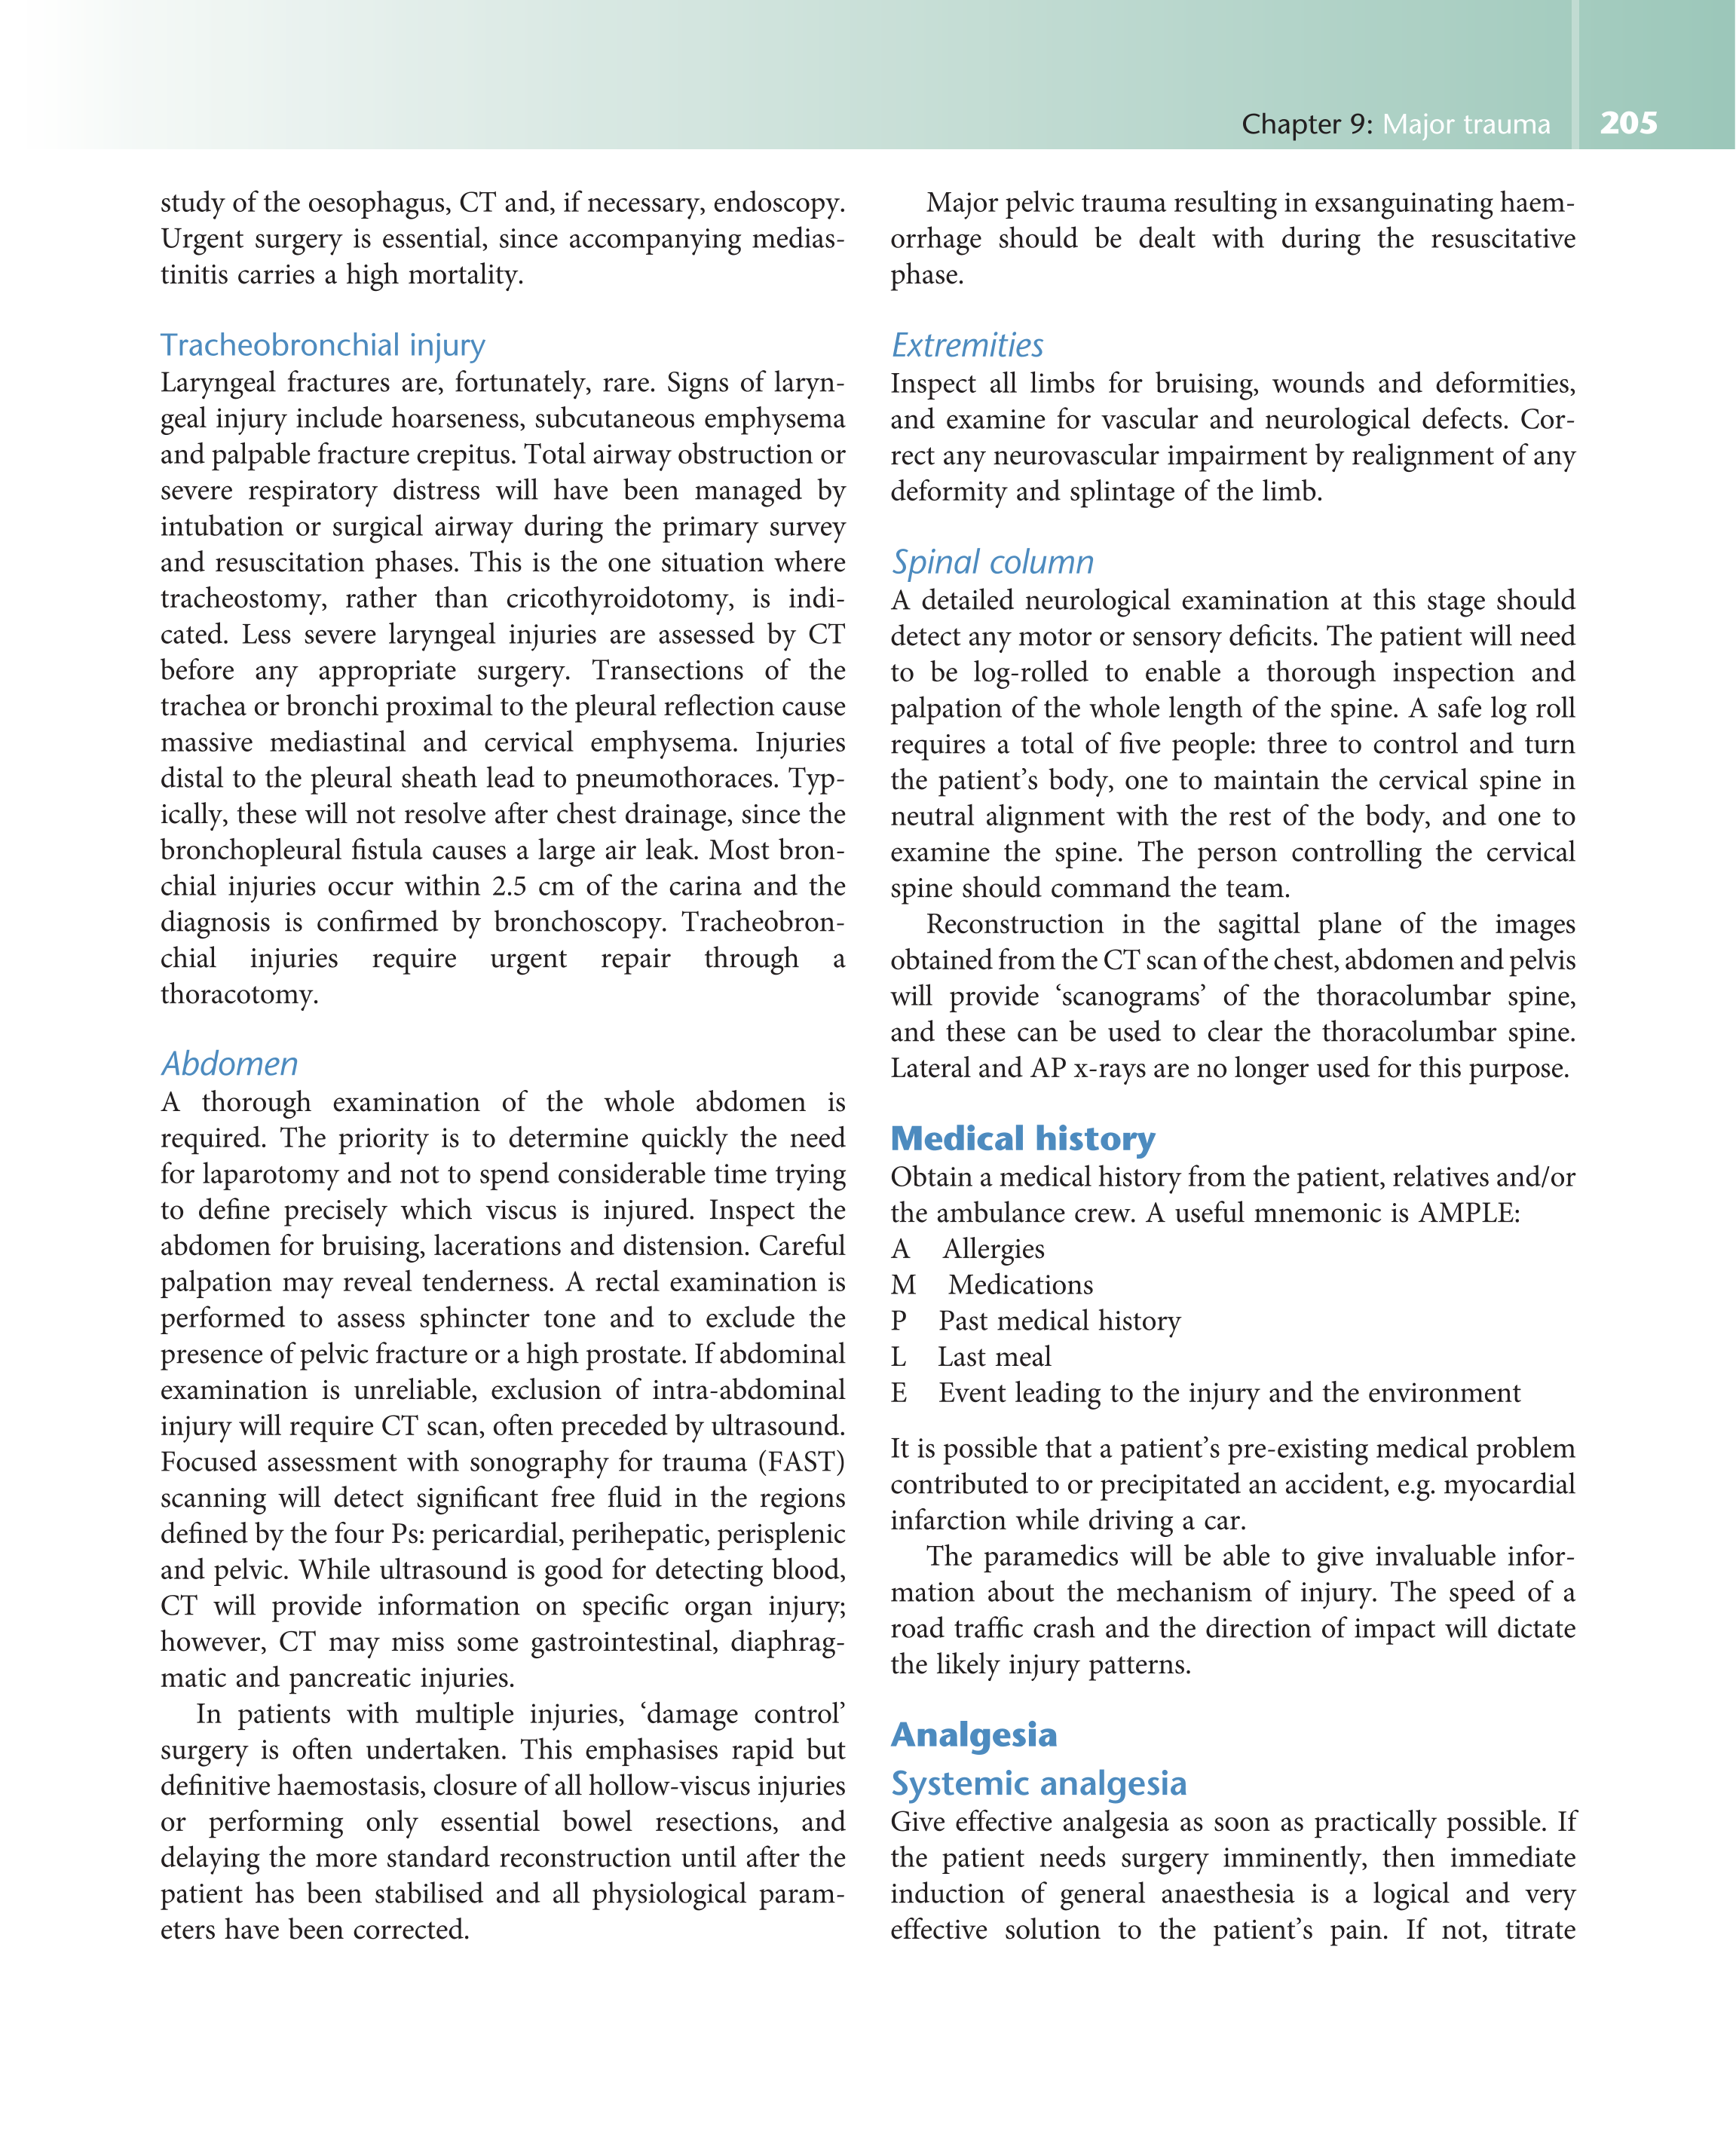 Chapter 9: Major trauma 205
study of the oesophagus, CT and, if necessary, endoscopy.
Urgent surgery is essential, since accompanying medias-
tinitis carries a high mortality.
Tracheobronchial injury
Laryngeal fractures are, fortunately, rare. Signs of laryn-
geal injury include hoarseness, subcutaneous emphysema
and palpable fracture crepitus. Total airway obstruction or
severe respiratory distress will have been managed by
intubation or surgical airway during the primary survey
and resuscitation phases. This is the one situation where
tracheostomy, rather than cricothyroidotomy, is indi-
cated. Less severe laryngeal injuries are assessed by CT
before any appropriate surgery. Transections of the
trachea or bronchi proximal to the pleural reflection cause
massive mediastinal and cervical emphysema. Injuries
distal to the pleural sheath lead to pneumothoraces. Typ-
ically, these will not resolve after chest drainage, since the
bronchopleural fistula causes a large air leak. Most bron-
chial injuries occur within 2.5 cm of the carina and the
diagnosis is confirmed by bronchoscopy. Tracheobron-
chial injuries require urgent repair through a
thoracotomy.
Abdomen
A thorough examination of the whole abdomen is
required. The priority is to determine quickly the need
for laparotomy and not to spend considerable time trying
to define precisely which viscus is injured. Inspect the
abdomen for bruising, lacerations and distension. Careful
palpation may reveal tenderness. A rectal examination is
performed to assess sphincter tone and to exclude the
presence of pelvic fracture or a high prostate. If abdominal
examination is unreliable, exclusion of intra-abdominal
injury will require CT scan, often preceded by ultrasound.
Focused assessment with sonography for trauma (FAST)
scanning will detect significant free fluid in the regions
defined by the four Ps: pericardial, perihepatic, perisplenic
and pelvic. While ultrasound is good for detecting blood,
CT will provide information on specific organ injury;
however, CT may miss some gastrointestinal, diaphrag-
matic and pancreatic injuries.
In patients with multiple injuries, ‘damage control’
surgery is often undertaken. This emphasises rapid but
definitive haemostasis, closure of all hollow-viscus injuries
or performing only essential bowel resections, and
delaying the more standard reconstruction until after the
patient has been stabilised and all physiological param-
eters have been corrected.
Major pelvic trauma resulting in exsanguinating haem-
orrhage should be dealt with during the resuscitative
phase.
Extremities
Inspect all limbs for bruising, wounds and deformities,
and examine for vascular and neurological defects. Cor-
rect any neurovascular impairment by realignment of any
deformity and splintage of the limb.
Spinal column
A detailed neurological examination at this stage should
detect any motor or sensory deficits. The patient will need
to be log-rolled to enable a thorough inspection and
palpation of the whole length of the spine. A safe log roll
requires a total of five people: three to control and turn
the patient’s body, one to maintain the cervical spine in
neutral alignment with the rest of the body, and one to
examine the spine. The person controlling the cervical
spine should command the team.
Reconstruction in the sagittal plane of the images
obtained from the CT scan of the chest, abdomen and pelvis
will provide ‘scanograms’ of the thoracolumbar spine,
and these can be used to clear the thoracolumbar spine.
Lateral and AP x-rays are no longer used for this purpose.
Medical history
Obtain a medical history from the patient, relatives and/or
the ambulance crew. A useful mnemonic is AMPLE:
A Allergies
M Medications
P Past medical history
L Last meal
E Event leading to the injury and the environment
It is possible that a patient’s pre-existing medical problem
contributed to or precipitated an accident, e.g. myocardial
infarction while driving a car.
The paramedics will be able to give invaluable infor-
mation about the mechanism of injury. The speed of a
road traffic crash and the direction of impact will dictate
the likely injury patterns.
Analgesia
Systemic analgesia
Give effective analgesia as soon as practically possible. If
the patient needs surgery imminently, then immediate
induction of general anaesthesia is a logical and very
effective solution to the patient’s pain. If not, titrate